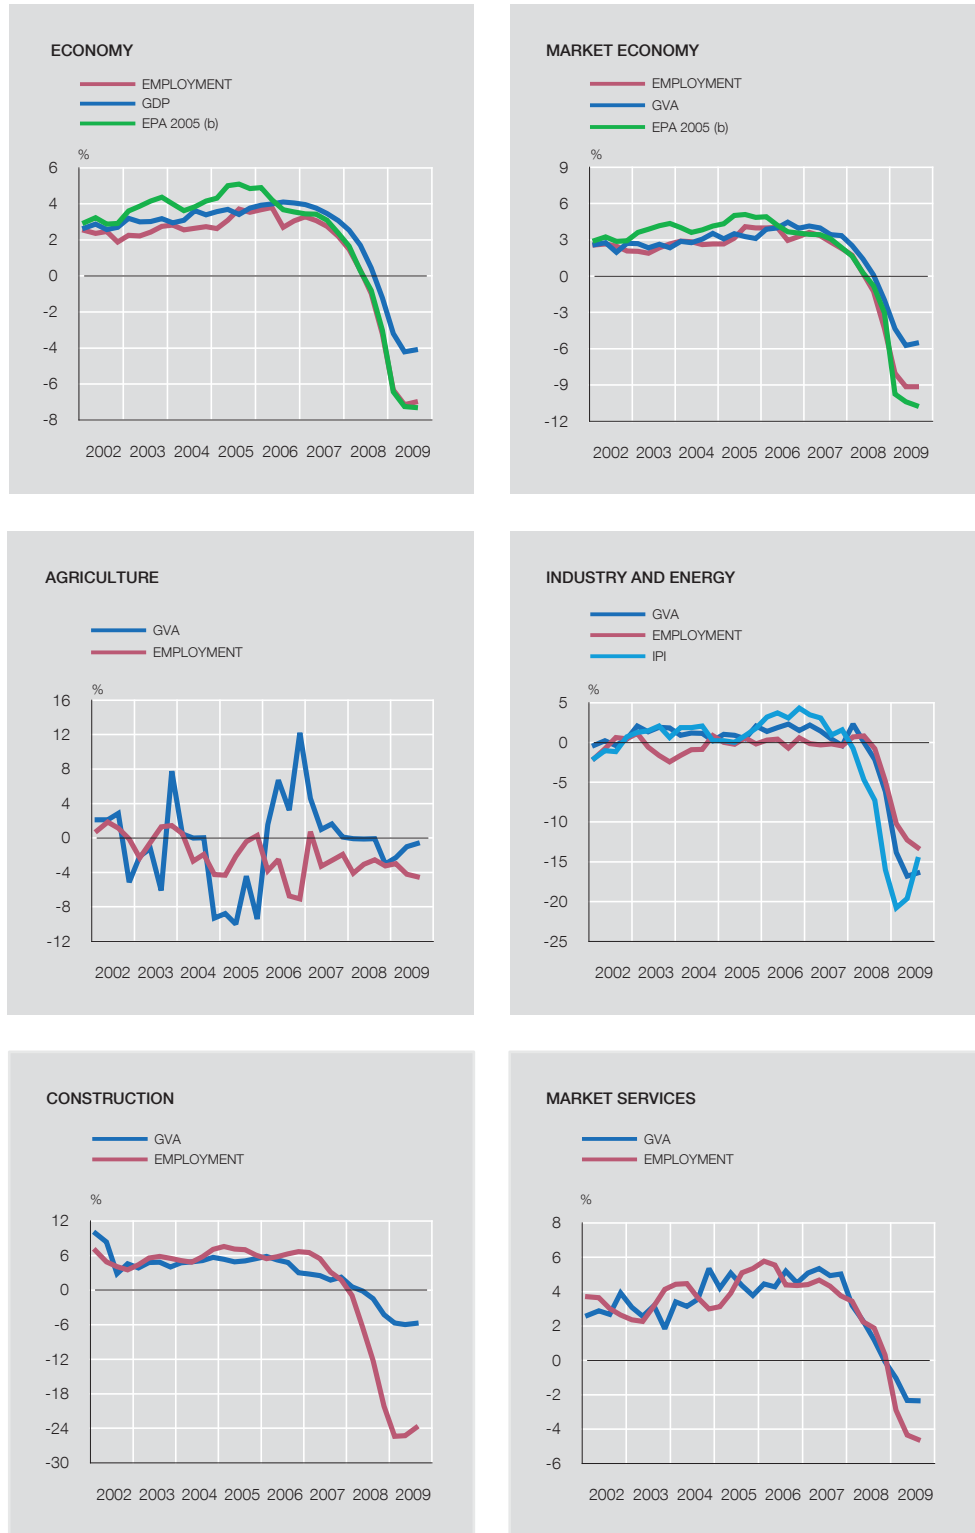 ECONOMY
EMPLOYMENT
GDP
EPA 2005 (b)
%
6
4
2
0
-2
-4
-6
-8
2002 2003 2004 2005 2006 2007 2008 2009
MARKET ECONOMY
EMPLOYMENT
GVA
EPA 2005 (b)
%
9
6
3
0
-3
-6
-9
-12
2002 2003 2004 2005 2006 2007 2008 2009
AGRICULTURE
GVA
EMPLOYMENT
%
16
12
8
4
0
-4
-8
-12
2002 2003 2004 2005 2006 2007 2008 2009
INDUSTRY AND ENERGY
GVA
EMPLOYMENT
IPI
%
5
0
-5
-10
-15
-20
-25
2002 2003 2004 2005 2006 2007 2008 2009
CONSTRUCTION
GVA
EMPLOYMENT
%
12
6
0
-6
-12
-18
-24
-30
2002 2003 2004 2005 2006 2007 2008 2009
MARKET SERVICES
GVA
EMPLOYMENT
%
8
6
4
2
0
-2
-4
-6
2002 2003 2004 2005 2006 2007 2008 2009